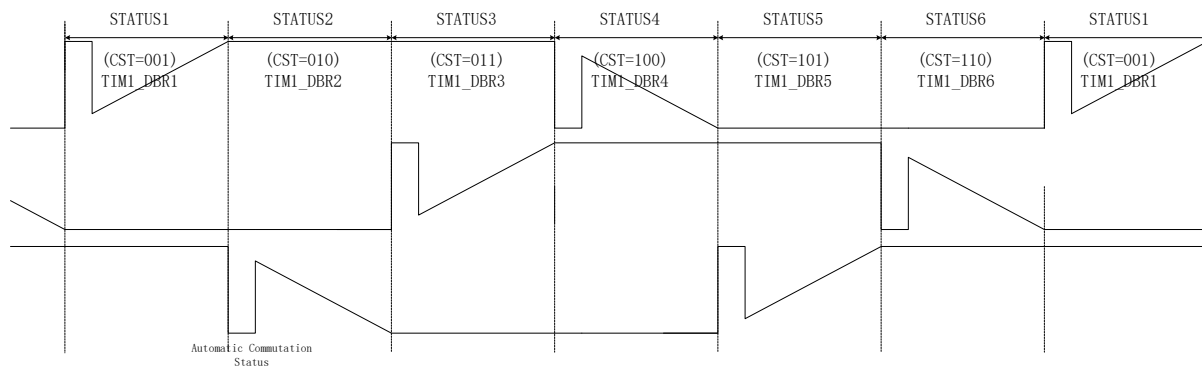 STATUS1 STATUS2 STATUS3 STATUS4 STATUS5 STATUS6 STATUS1
(CST=001) (CST=010) (CST=011) (CST=100) (CST=101) (CST=110) (CST=001)
TIM1_DBR1 TIM1_DBR2 TIM1_DBR3 TIM1_DBR4 TIM1_DBR5 TIM1_DBR6 TIM1_DBR1
Automatic Commutation
Status